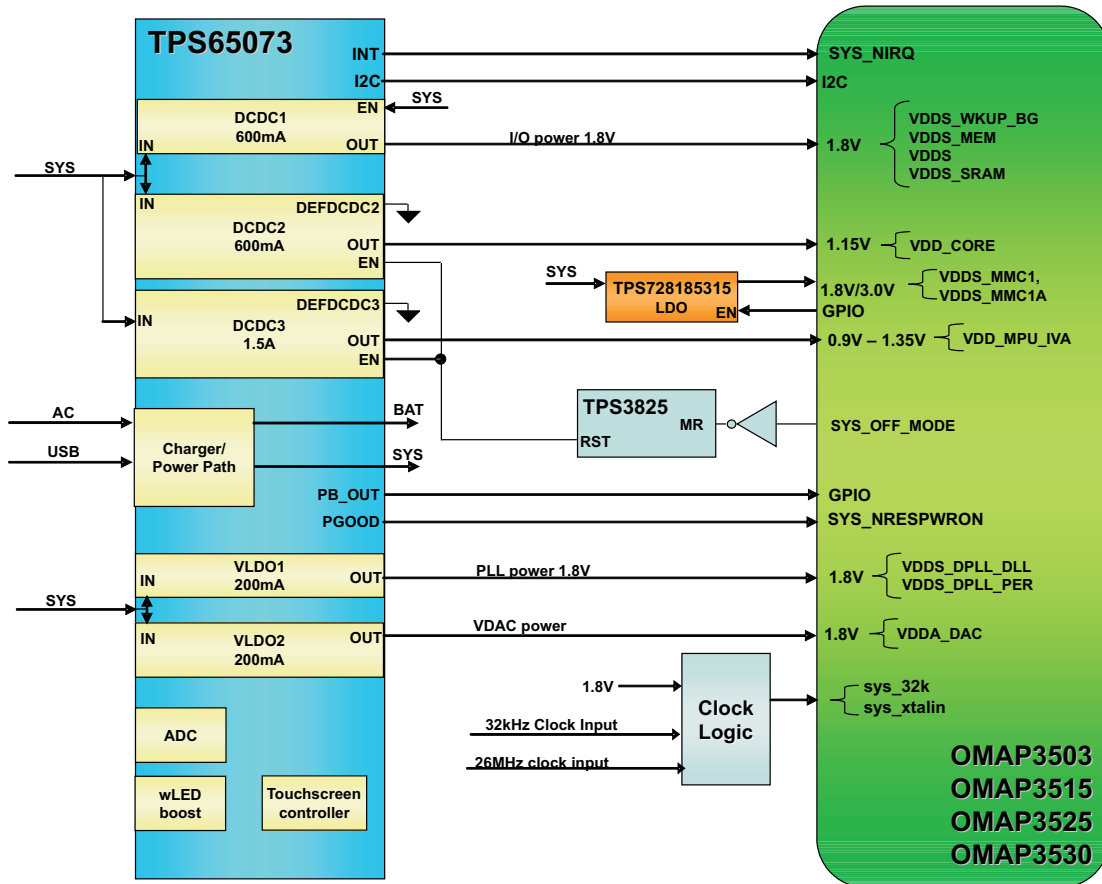 TPS65073
INT
SYS_NIRQ
I2C
I2C
EN
SYS
DCDC1
600mA
IN
OUT
I/O power 1.8V
1.8V
VDDS_WKUP_BG
VDDS_MEM
VDDS
VDDS_SRAM
SYS
IN
DEFDCDC2
DCDC2
600mA
OUT
EN
1.15V
VDD_CORE
SYS
TPS728185315
LDO
EN
1.8V/3.0V
VDDS_MMC1,
VDDS_MMC1A
GPIO
DEFDCDC3
IN
DCDC3
1.5A
OUT
EN
0.9V – 1.35V
VDD_MPU_IVA
AC
USB
Charger/
Power Path
BAT
SYS
TPS3825
MR
RST
SYS_OFF_MODE
PB_OUT
GPIO
PGOOD
SYS_NRESPWRON
VLDO1
200mA
IN
OUT
PLL power 1.8V
1.8V
VDDS_DPLL_DLL
VDDS_DPLL_PER
SYS
IN
VLDO2
200mA
OUT
VDAC power
1.8V
VDDA_DAC
1.8V
32kHz Clock Input
26MHz clock input
Clock
Logic
sys_32k
sys_xtalin
ADC
wLED
boost
Touchscreen
controller
OMAP3503
OMAP3515
OMAP3525
OMAP3530